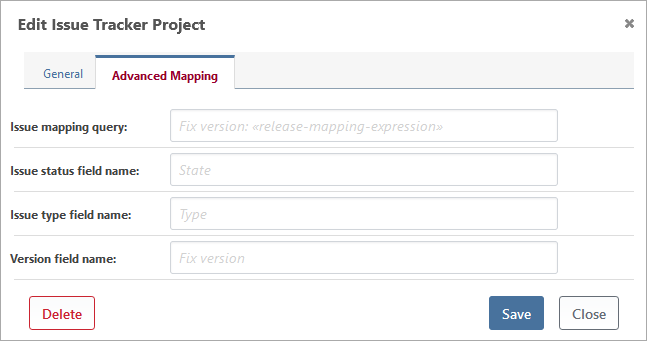 Edit Issue Tracker Project
General
Advanced Mapping
Issue mapping query:
Fix version: «release-mapping-expression»
Issue status field name:
State
Issue type field name:
Type
Version field name:
Fix version
Delete
Save
Close